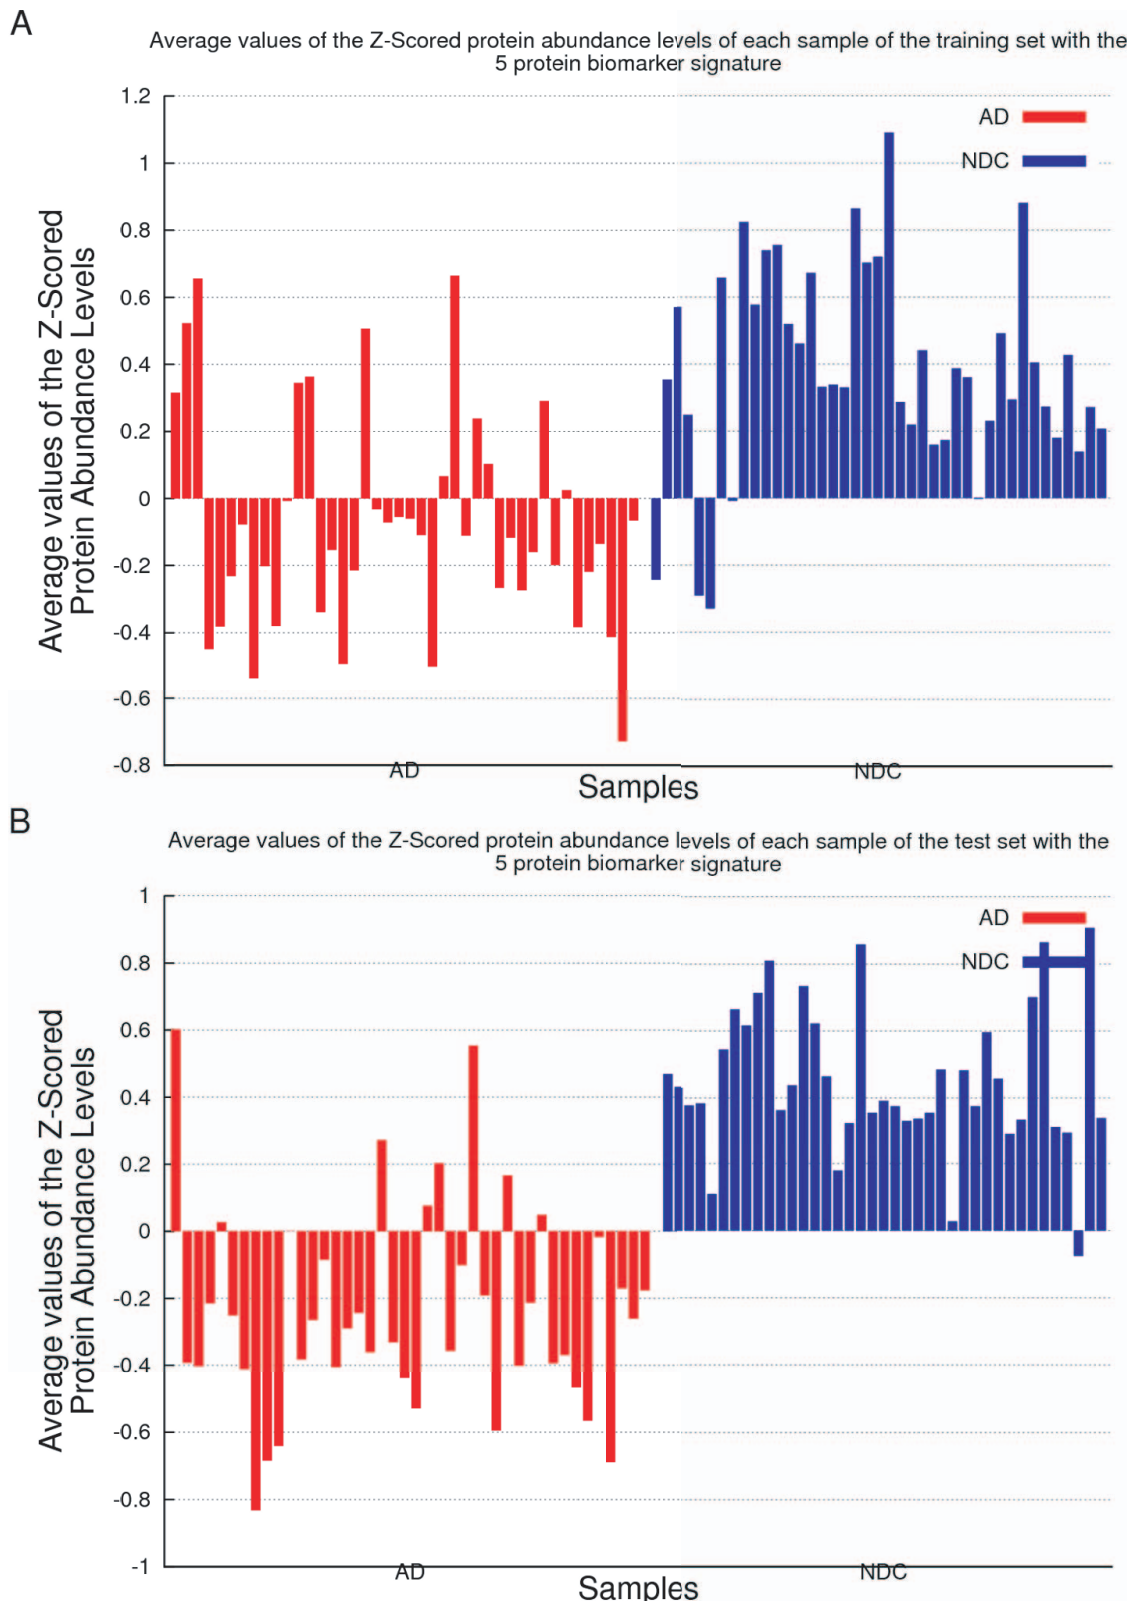 A
Average values of the Z-Scored protein abundance levels of each sample of the training set with the
5 protein biomarker signature
1.2
1
0.8
0.6
0.4
0.2
0
-0.2
-0.4
-0.6
-0.8
Average values of the Z-Scored
Protein Abundance Levels
AD
NDC
AD
NDC
Samples
B
Average values of the Z-Scored protein abundance levels of each sample of the test set with the
5 protein biomarker signature
1
0.8
0.6
0.4
0.2
0
-0.2
-0.4
-0.6
-0.8
-1
Average values of the Z-Scored
Protein Abundance Levels
AD
NDC
AD
NDC
Samples